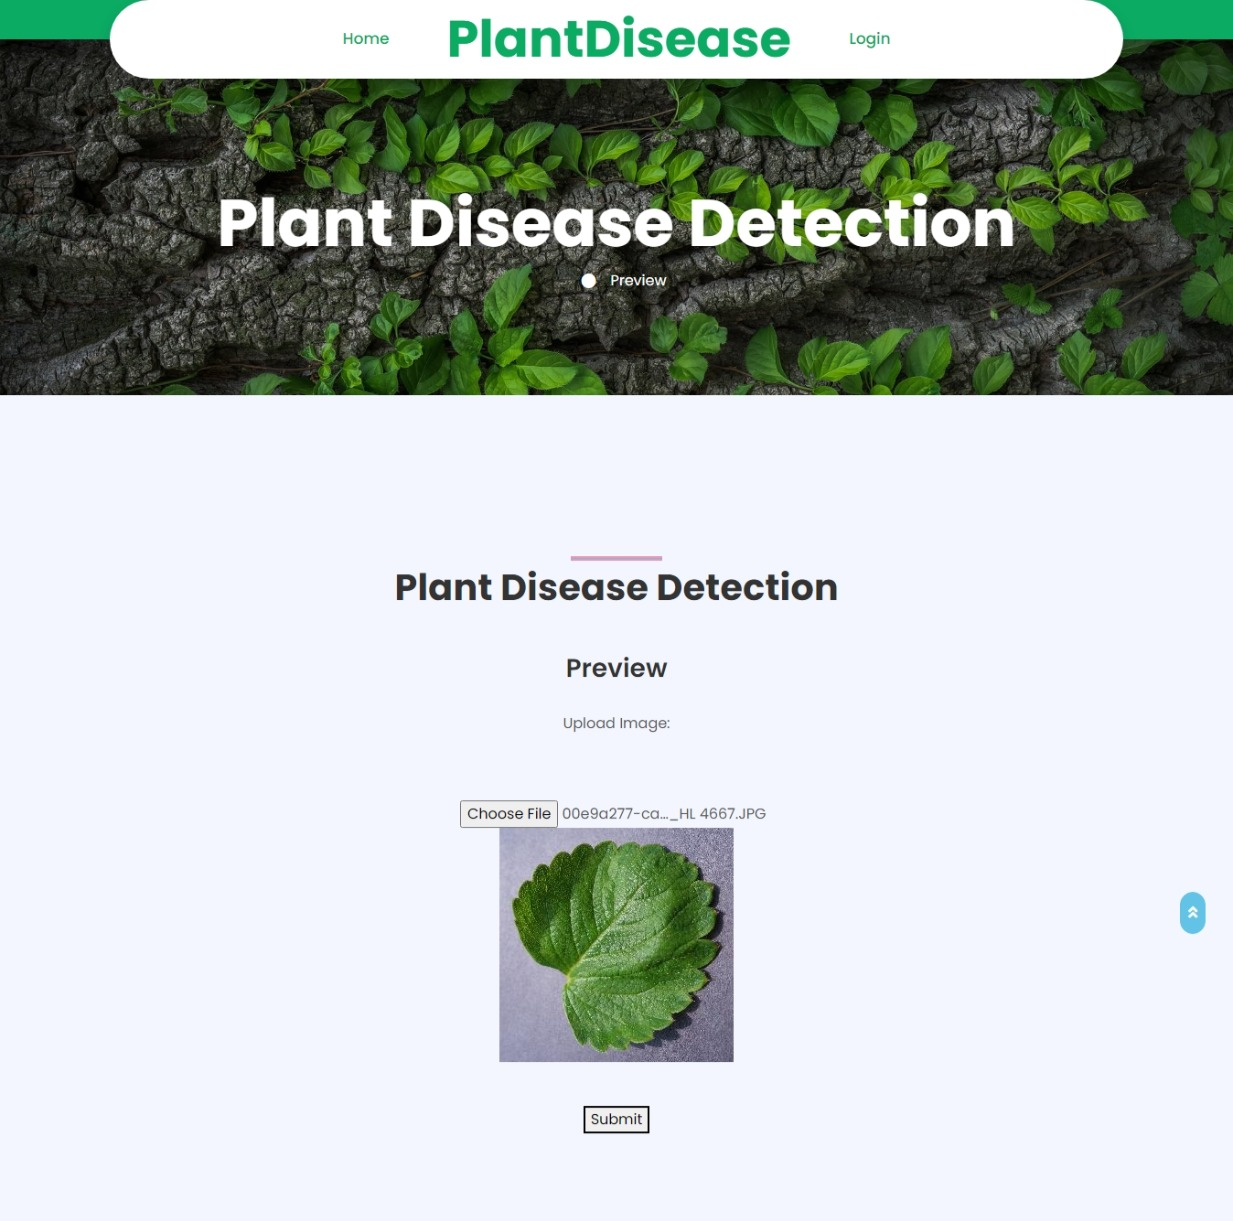 Home
PlantDisease
Login
Plant Disease Detection
Preview
Plant Disease Detection
Preview
Upload Image:
Choose File 00e9a277-ca..._HL 4667.JPG
Submit